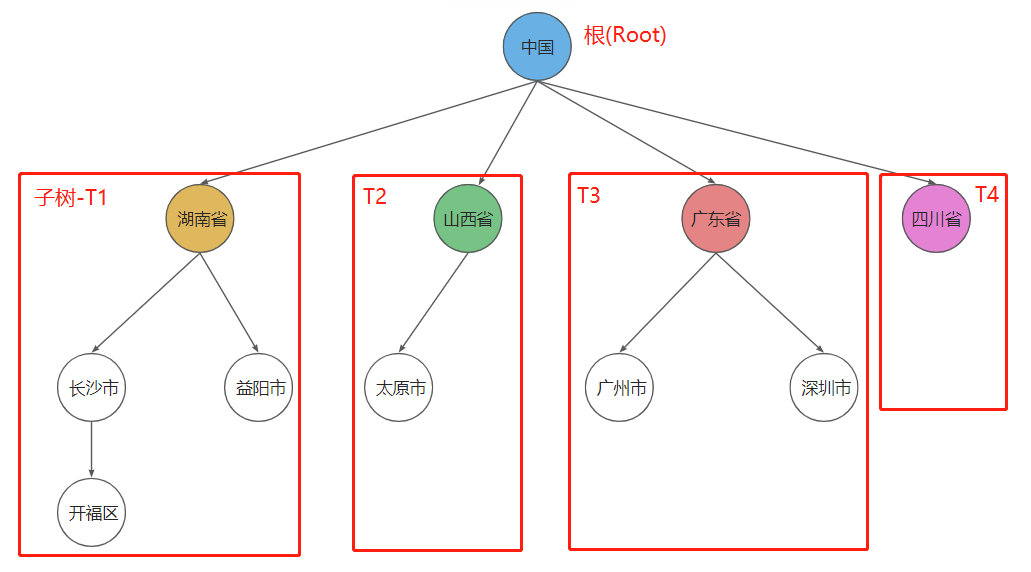 中国
根(Root)
子树-T1
湖南省
T2
山西省
T3
广东省
T4
四川省
长沙市
益阳市
太原市
广州市
深圳市
开福区